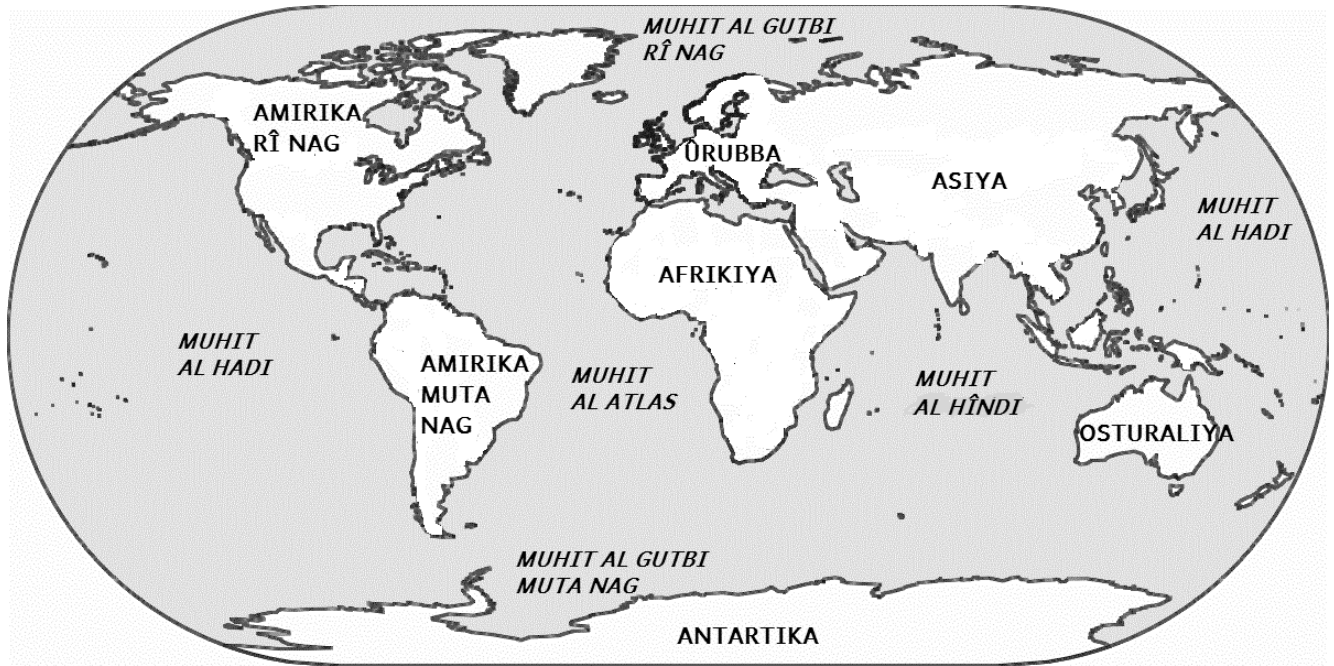 MUHIT AL GUTBI
RÎ NAG
AMIRIKA
RÎ NAG
ÛRUBBA
ASIYA
MUHIT
AL HADI
AFRIKIYA
MUHIT
AL HADI
AMIRIKA
MUTA
NAG
MUHIT
AL ATLAS
MUHIT
AL HÎNDI
OSTURALIYA
MUHIT AL GUTBI
MUTA NAG
ANTARTIKA